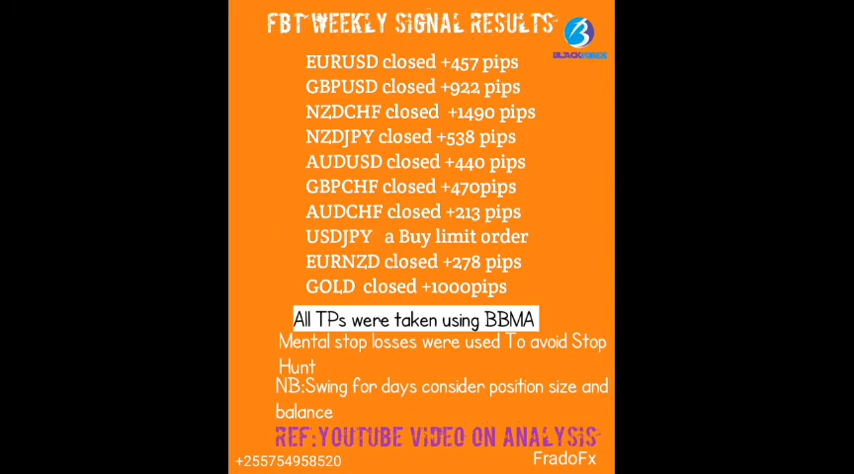 FBT WEEKLY SIGNAL RESULTS
EURUSD closed +457 pips
GBPUSD closed +922 pips
NZDCHF closed +1490 pips
NZDJPY closed +538 pips
AUDUSD closed +440 pips
GBPCHF closed +470pips
AUDCHF closed +213 pips
USDJPY a Buy limit order
EURNZD closed +278 pips
GOLD closed +1000pips
All TPs were taken using BBMA
Mental stop losses were used To avoid Stop
Hunt
NB:Swing for days consider position size and
balance
REF:YOUTUBE VIDEO ON ANALYSIS
+255754958520
FradoFx